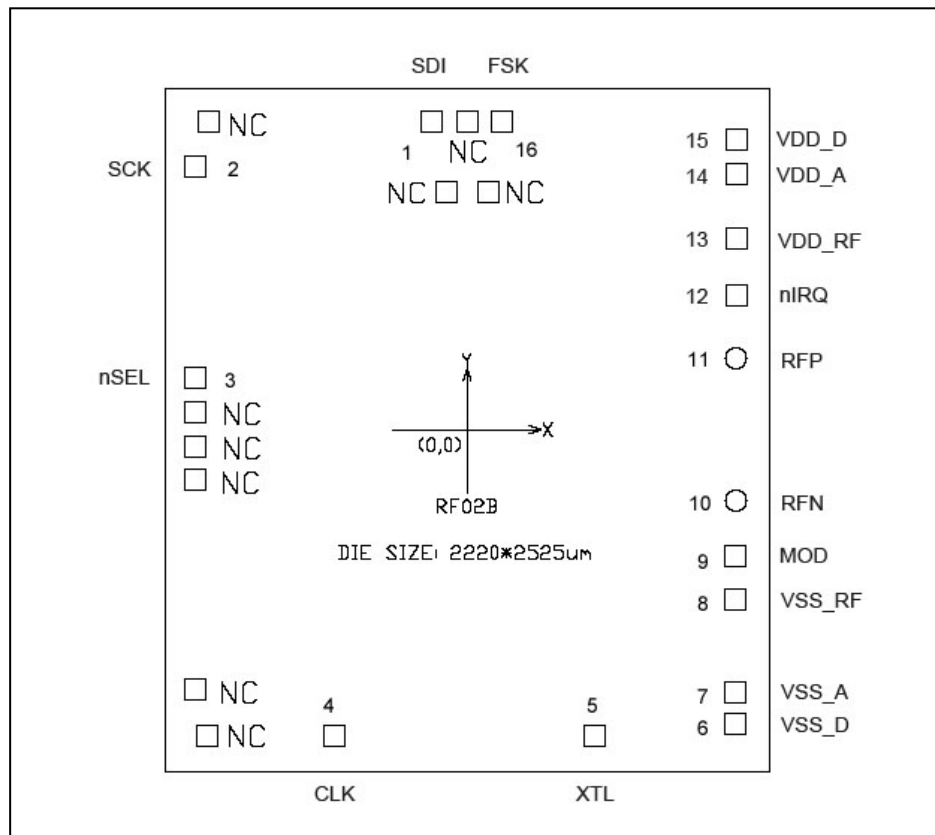 SDI FSK
NC
15 VDD_D
1 NC 16
SCK 2
14 VDD_A
NC NC
13 VDD_RF
12 nIRQ
11 RFP
Y
nSEL 3
NC
X
(0,0)
NC
NC
RF02B
10 RFN
DIE SIZE: 2220*2525um
9 MOD
8 VSS_RF
NC
7 VSS_A
4
5
6 VSS_D
NC
CLK
XTL